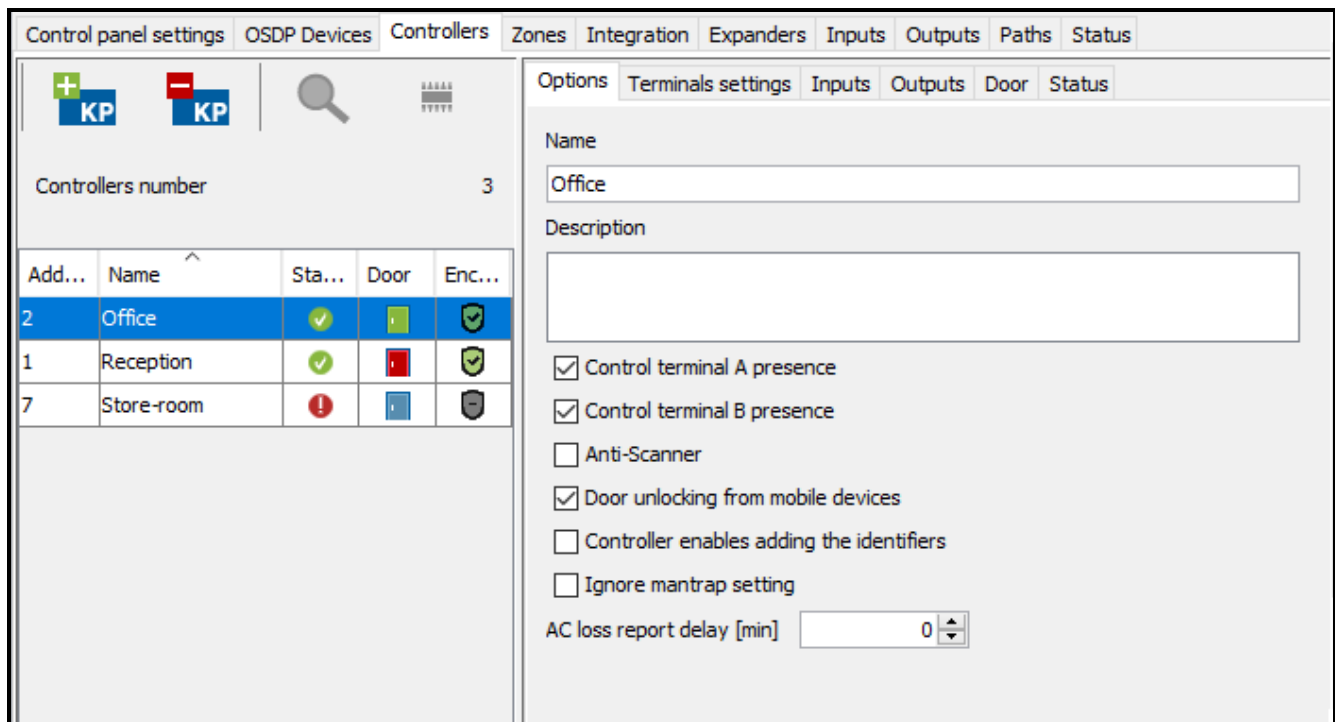 Control panel settings OSDP Devices Controllers Zones Integration Expanders Inputs Outputs Paths Status
KP KP
Controllers number 3
Add... Name Sta... Door Enc...
2 Office
1 Reception
7 Store-room
Options Terminals settings Inputs Outputs Door Status
Name
Office
Description
Control terminal A presence
Control terminal B presence
Anti-Scanner
Door unlocking from mobile devices
Controller enables adding the identifiers
Ignore mantrap setting
AC loss report delay [min] 0